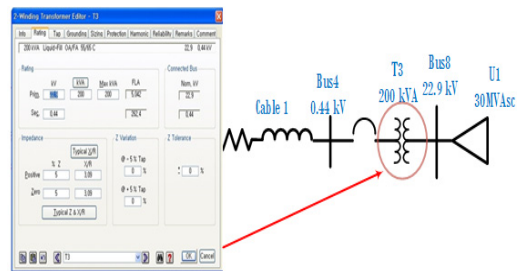 2-Winding Transformer Editor - T3
Info Rating Tap Grounding Sizing Protection Harmonic Reliability Remarks Comment
200 kVA Liquid-Fill OA/FA 55/65 C 22.9 0.44 kV
Rating
Connected Bus
kV kVA Max kVA FLA
Nom. kV
Prim. 200 200 5.042
22.9
Sec. 0.44 262.4
0.44
Impedance
Z Variation
Z Tolerance
Typical X/R
% Z X/R
@ - 5 % Tap
Positive 5 3.09
0 %
0 %
Zero 5 3.09
@ + 5 % Tap
0 %
Typical Z & X/R
T3
OK Cancel
Cable 1
Bus4
0.44 kV
T3
200 kVA
Bus8
22.9 kV
U1
30MVAsc